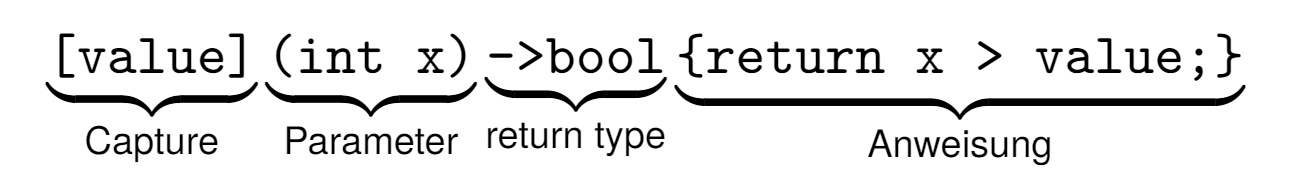 [value] (int x) ->bool {return x > value;}
Capture Parameter return type Anweisung